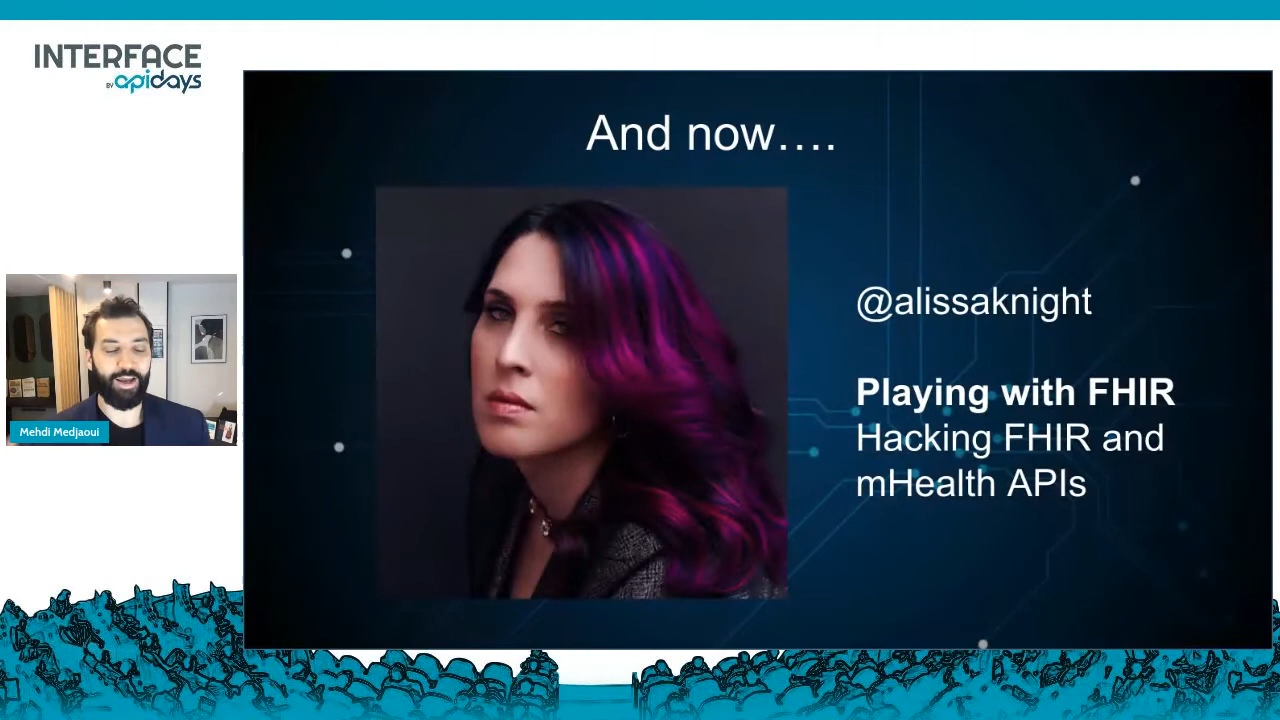 INTERFACE
BY apidays
And now….
@alissaknight
Playing with FHIR
Hacking FHIR and
mHealth APIs
Mehdi Medjaoui